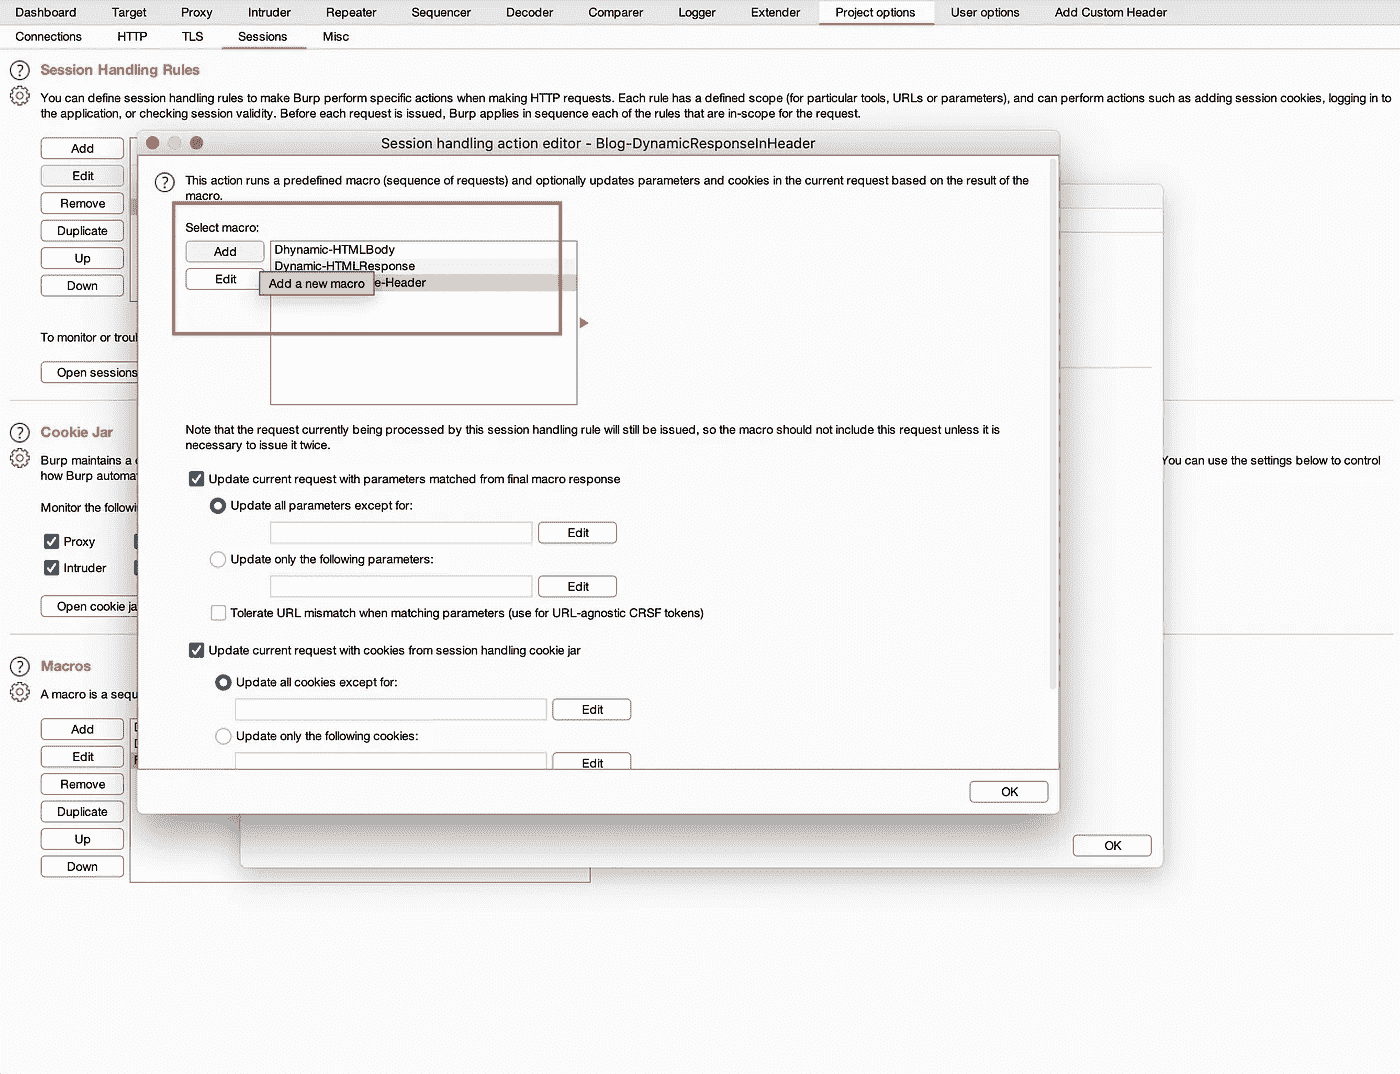 Dashboard Target Proxy Intruder Repeater Sequencer Decoder Comparer Logger Extender Project options User options Add Custom Header
Connections HTTP TLS Sessions Misc
Session Handling Rules
You can define session handling rules to make Burp perform specific actions when making HTTP requests. Each rule has a defined scope (for particular tools, URLs or parameters), and can perform actions such as adding session cookies, logging in to
the application, or checking session validity. Before each request is issued, Burp applies in sequence each of the rules that are in-scope for the request.
Add
Edit
Remove
Duplicate
Up
Down
To monitor or
Open sessions
Cookie Jar
Burp maintains a
You can use the settings below to control
how Burp
Monitor the
Proxy
Intruder
Open cookie
Macros
A macro is a
Add
Edit
Remove
Duplicate
Up
Down
Session handling action editor - Blog-DynamicResponseInHeader
This action runs a predefined macro (sequence of requests) and optionally updates parameters and cookies in the current request based on the result of the
macro.
Select macro:
Add
Edit
Dhynamic-HTMLBody
Dynamic-HTMLResponse
e-Header
Add a new macro
Note that the request currently being processed by this session handling rule will still be issued, so the macro should not include this request unless it is
necessary to issue it twice.
Update current request with parameters matched from final macro response
Update all parameters except for:
Edit
Update only the following parameters:
Edit
Tolerate URL mismatch when matching parameters (use for URL-agnostic CRSF tokens)
Update current request with cookies from session handling cookie jar
Update all cookies except for:
Edit
Update only the following cookies:
Edit
OK
OK